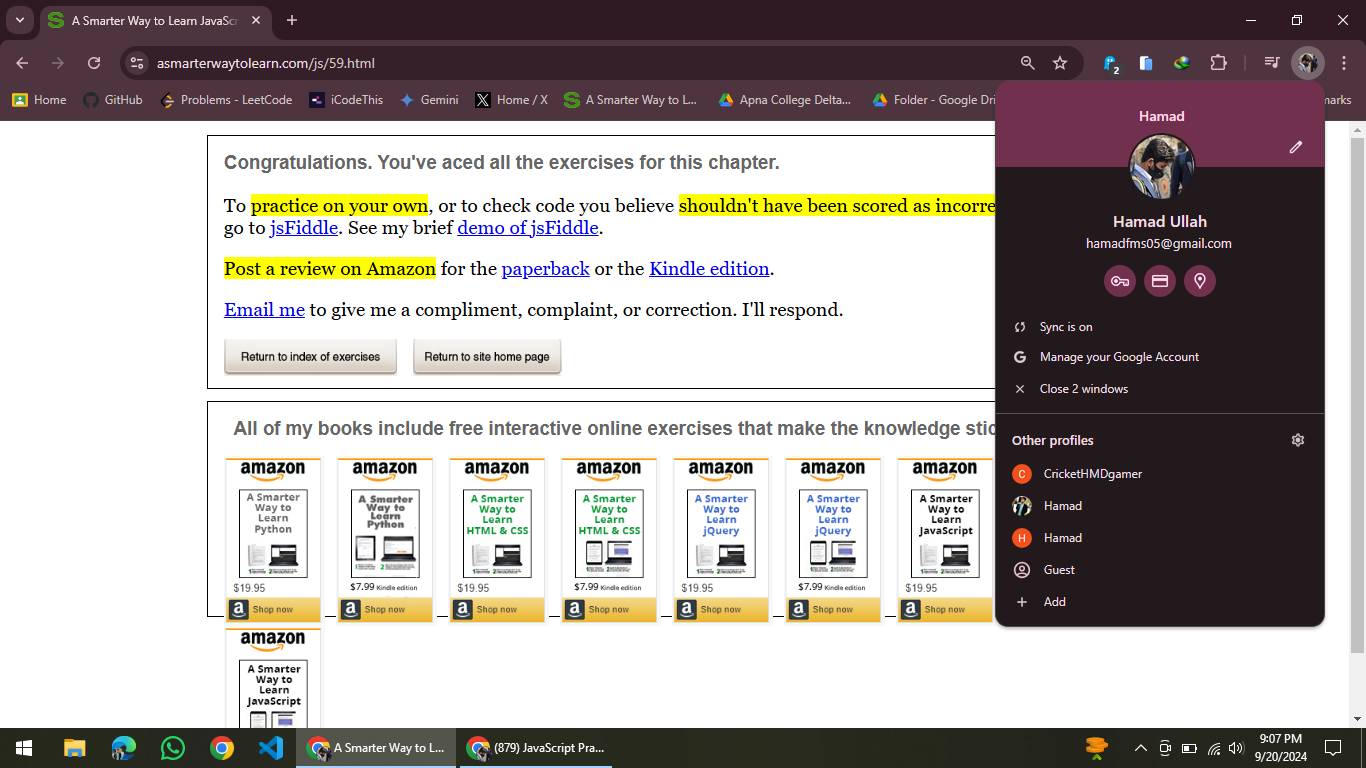 A Smarter Way to Learn JavaSc
asmarterwaytolearn.com/js/59.html
2
Home
GitHub
Problems - LeetCode
iCodeThis
Gemini
Home / X
A Smarter Way to L...
Apna College Delta...
Folder - Google Dri
marks
Congratulations. You've aced all the exercises for this chapter.
To practice on your own, or to check code you believe shouldn't have been scored as incorre
go to jsFiddle. See my brief demo of jsFiddle.
Post a review on Amazon for the paperback or the Kindle edition.
Email me to give me a compliment, complaint, or correction. I'll respond.
Return to index of exercises
Return to site home page
All of my books include free interactive online exercises that make the knowledge stic
amazon
A Smarter
Way to
Learn
Python
$19.95
Shop now
amazon
A Smarter
Way to
Learn
Python
$7.99 Kindle edition
Shop now
amazon
A Smarter
Way to
Learn
HTML & CSS
$19.95
Shop now
amazon
A Smarter
Way to
Learn
HTML & CSS
$7.99 Kindle edition
Shop now
amazon
A Smarter
Way to
Learn
jQuery
$19.95
Shop now
amazon
A Smarter
Way to
Learn
jQuery
$7.99 Kindle edition
Shop now
amazon
A Smarter
Way to
Learn
JavaScript
$19.95
Shop now
amazon
A Smarter
Way to
Learn
JavaScript
Hamad
Hamad Ullah
hamadfms05@gmail.com
Sync is on
G Manage your Google Account
Close 2 windows
Other profiles
C CricketHMDgamer
Hamad
H Hamad
Guest
Add
A Smarter Way to L...
(879) JavaScript Pra...
9:07 PM
9/20/2024